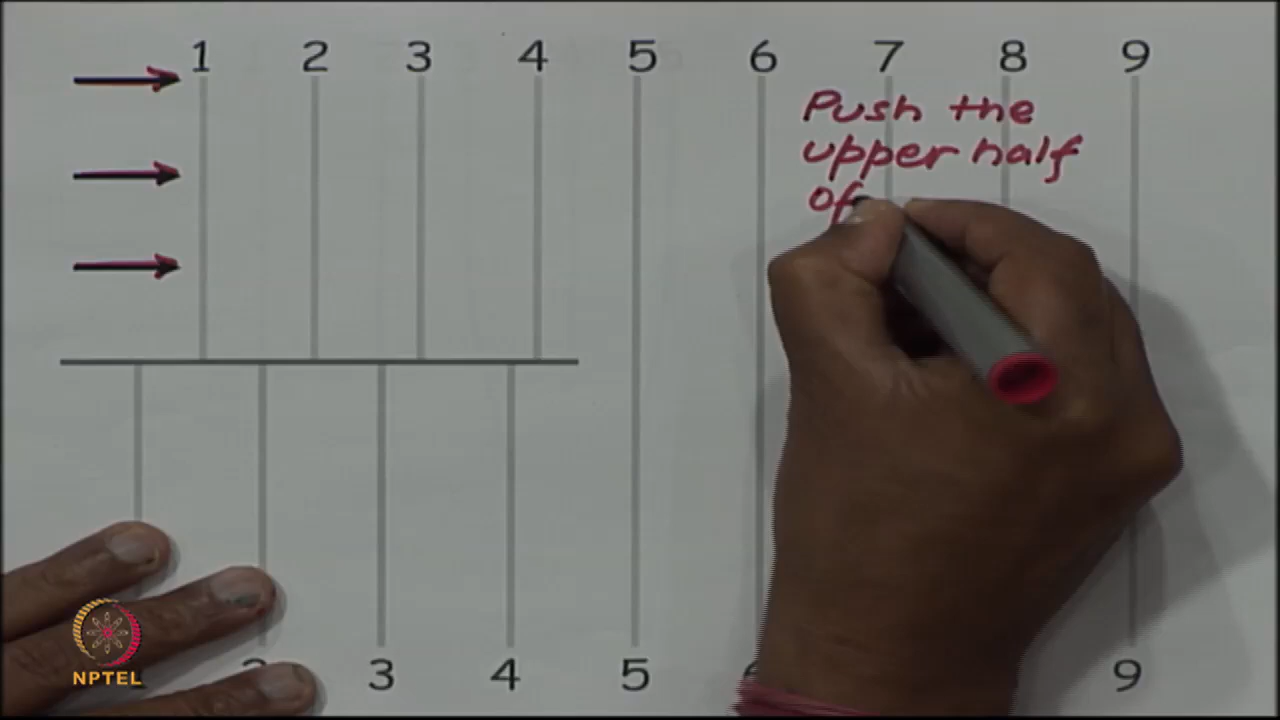 1 2 3 4 5 6 7 8 9
Push the
upper half
of
3 4 5 9
NPTEL